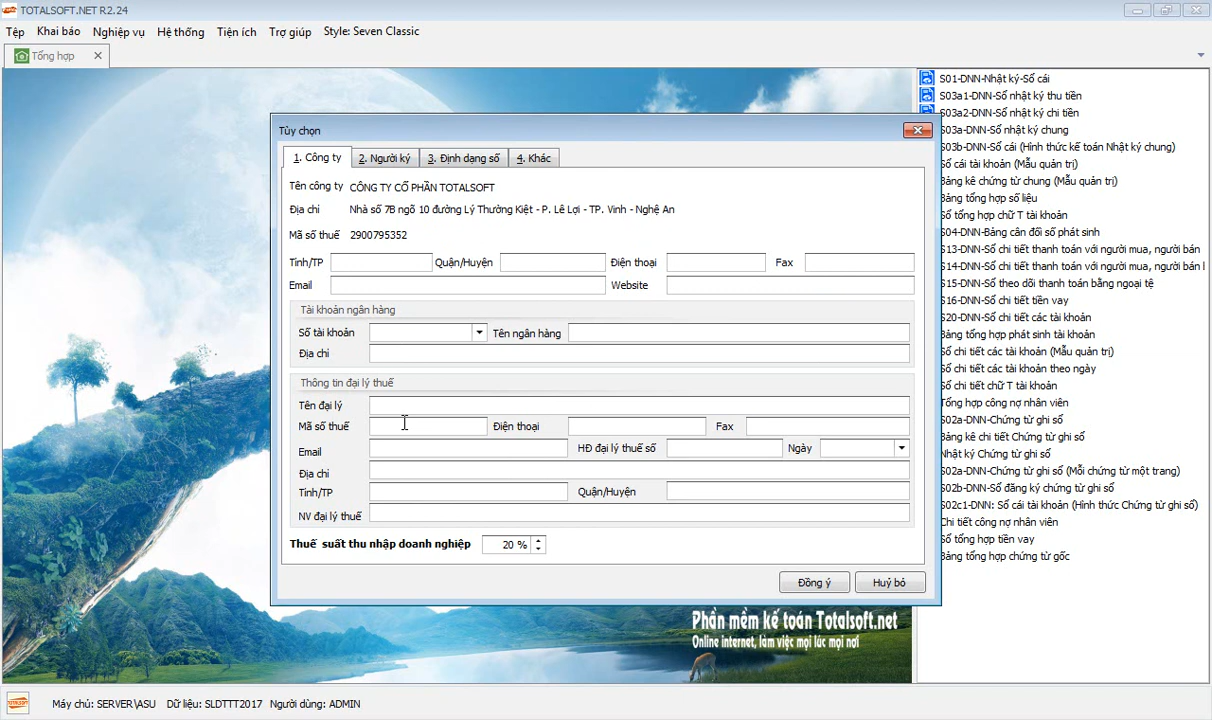 TOTALSOFT.NET R2.24
Tệp Khai báo Nghiệp vụ Hệ thống Tiện ích Trợ giúp Style: Seven Classic
Tổng hợp
Tùy chọn
1. Công ty 2. Người ký 3. Định dạng số 4. Khác
Tên công ty CÔNG TY CỔ PHẦN TOTALSOFT
Địa chỉ Nhà số 7B ngõ 10 đường Lý Thường Kiệt - P. Lê Lợi - TP. Vinh - Nghệ An
Mã số thuế 2900795352
Tỉnh/TP Quận/Huyện Điện thoại Fax
Email Website
Tài khoản ngân hàng
Số tài khoản Tên ngân hàng
Địa chỉ
Thông tin đại lý thuế
Tên đại lý
Mã số thuế Điện thoại Fax
Email HĐ đại lý thuế số Ngày
Địa chỉ
Tỉnh/TP Quận/Huyện
NV đại lý thuế
Thuế suất thu nhập doanh nghiệp 20 %
Đồng ý Huỷ bỏ
S01-DNN-Nhật ký-Sổ cái
S03a1-DNN-Sổ nhật ký thu tiền
S03a2-DNN-Sổ nhật ký chi tiền
S03a-DNN-Sổ nhật ký chung
S03b-DNN-Sổ cái (Hình thức kế toán Nhật ký chung)
Sổ cái tài khoản (Mẫu quản trị)
Bảng kê chứng từ chung (Mẫu quản trị)
Bảng tổng hợp số liệu
Sổ tổng hợp chữ T tài khoản
S04-DNN-Bảng cân đối số phát sinh
S13-DNN-Sổ chi tiết thanh toán với người mua, người bán
S14-DNN-Sổ chi tiết thanh toán với người mua, người bán
S15-DNN-Sổ theo dõi thanh toán bằng ngoại tệ
S16-DNN-Sổ chi tiết tiền vay
S20-DNN-Sổ chi tiết các tài khoản
Bảng tổng hợp phát sinh tài khoản
Sổ chi tiết các tài khoản (Mẫu quản trị)
Sổ chi tiết các tài khoản theo ngày
Sổ chi tiết chữ T tài khoản
Tổng hợp công nợ nhân viên
S02a-DNN-Chứng từ ghi sổ
Bảng kê chi tiết Chứng từ ghi sổ
Nhật ký Chứng từ ghi sổ
S02a-DNN-Chứng từ ghi sổ (Mỗi chứng từ một trang)
S02b-DNN-Sổ đăng ký chứng từ ghi sổ
S02c1-DNN: Sổ cái tài khoản (Hình thức Chứng từ ghi sổ)
Chi tiết công nợ nhân viên
Sổ tổng hợp tiền vay
Bảng tổng hợp chứng từ gốc
Phần mềm kế toán Totalsoft.net
Online internet, làm việc mọi lúc mọi nơi
TOTALSOFT Máy chủ: SERVER\ASU Dữ liệu: SLDTTT2017 Người dùng: ADMIN